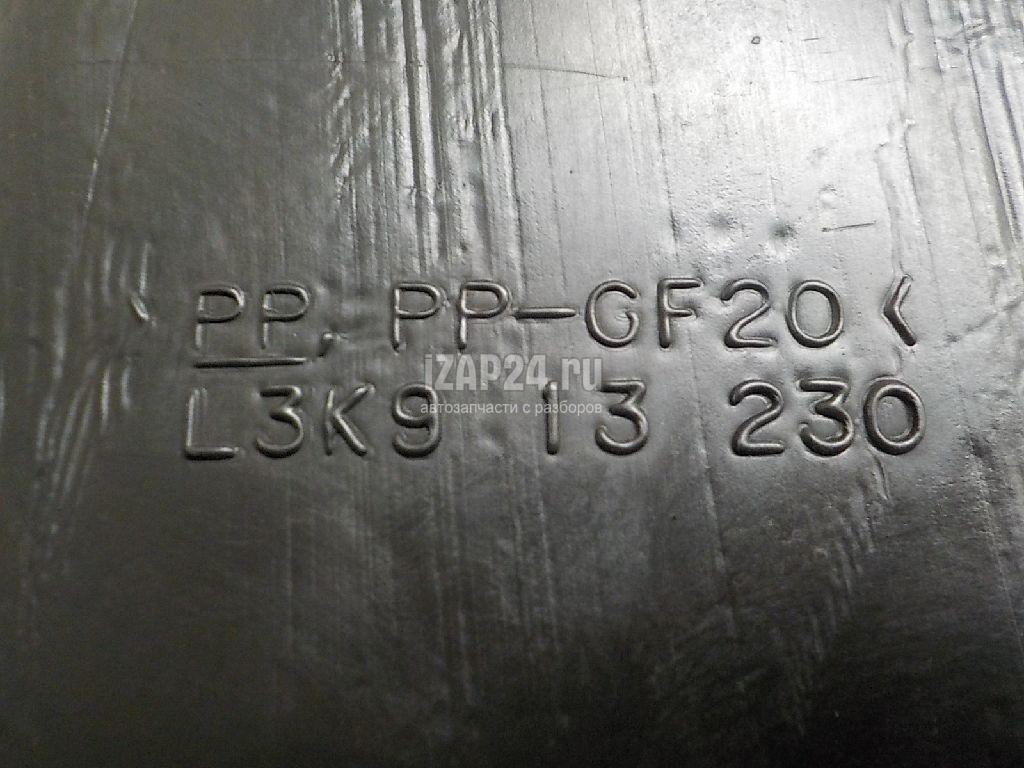 < PP, PP-GF20 <
L3K9 13 230
iZAP24.ru
автозапчасти с разборов